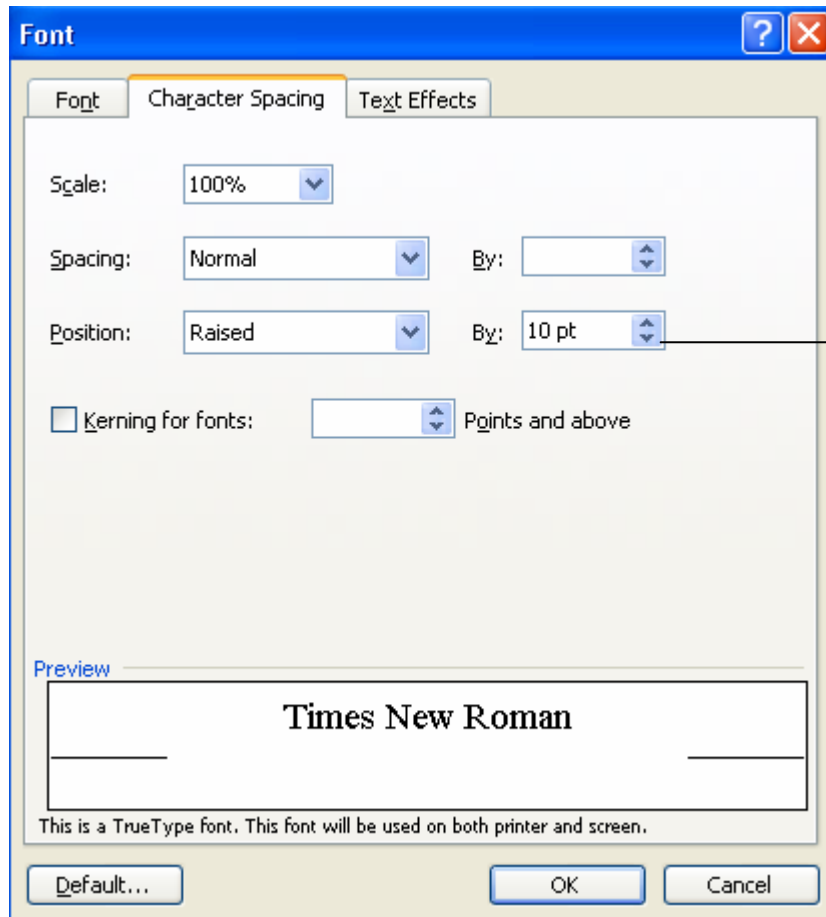 Font
Font Character Spacing Text Effects
Scale: 100%
Spacing: Normal By:
Position: Raised By: 10 pt
Kerning for fonts: Points and above
Preview
Times New Roman
This is a TrueType font. This font will be used on both printer and screen.
Default... OK Cancel